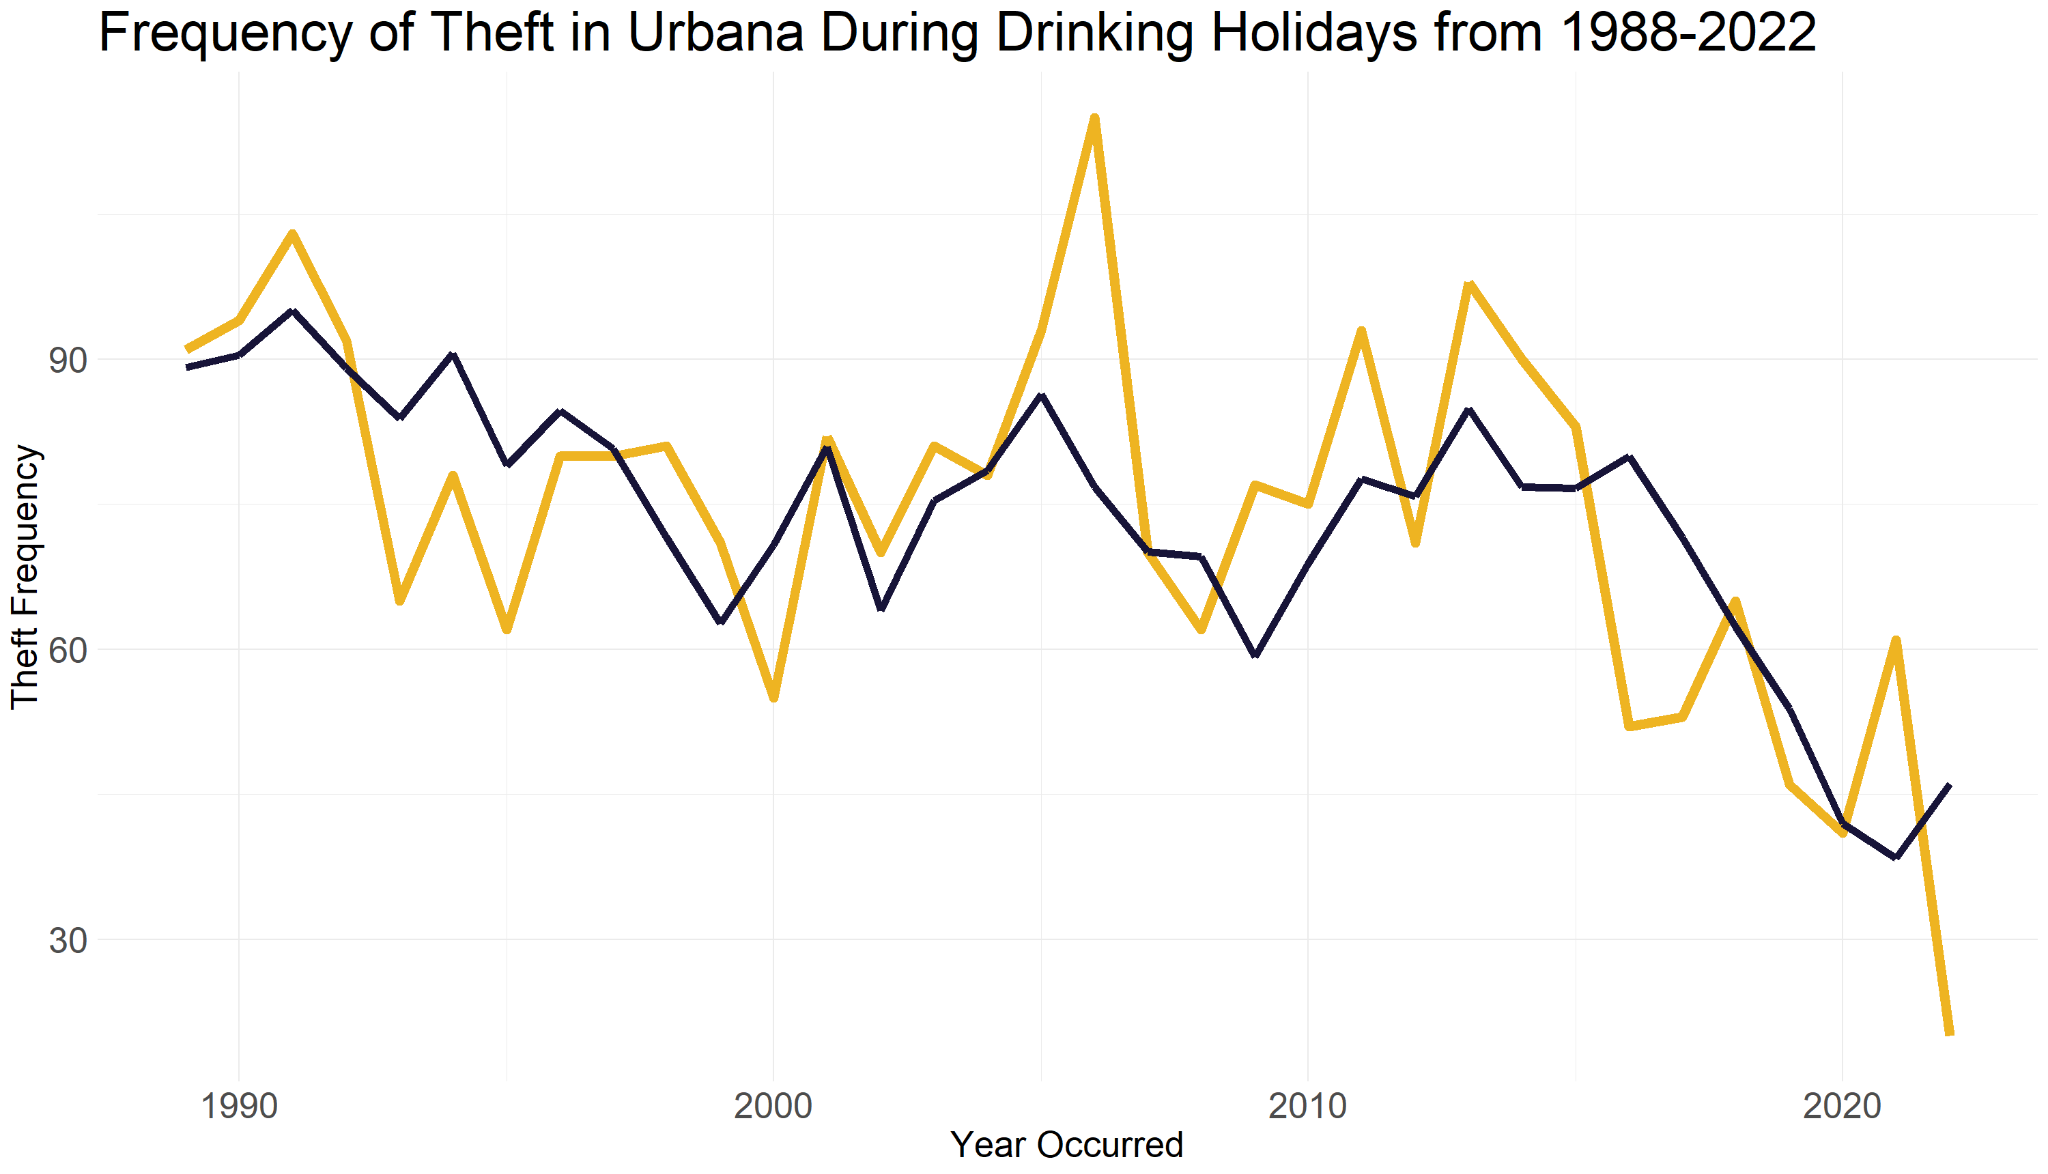 Frequency of Theft in Urbana During Drinking Holidays from 1988-2022
Theft Frequency
90
60
30
1990
2000
2010
2020
Year Occurred